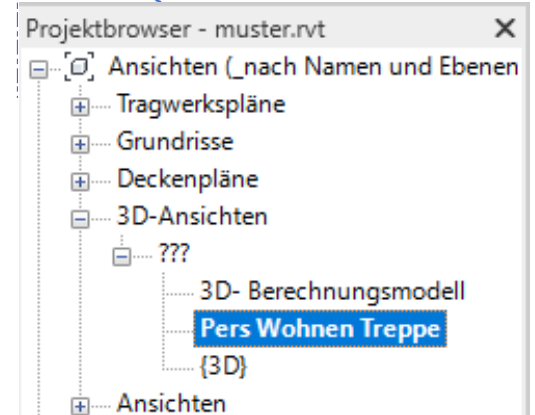 Projektbrowser - muster.rvt
Ansichten (_nach Namen und Ebenen
Tragwerkspläne
Grundrisse
Deckenpläne
3D-Ansichten
???
3D- Berechnungsmodell
Pers Wohnen Treppe
{3D}
Ansichten